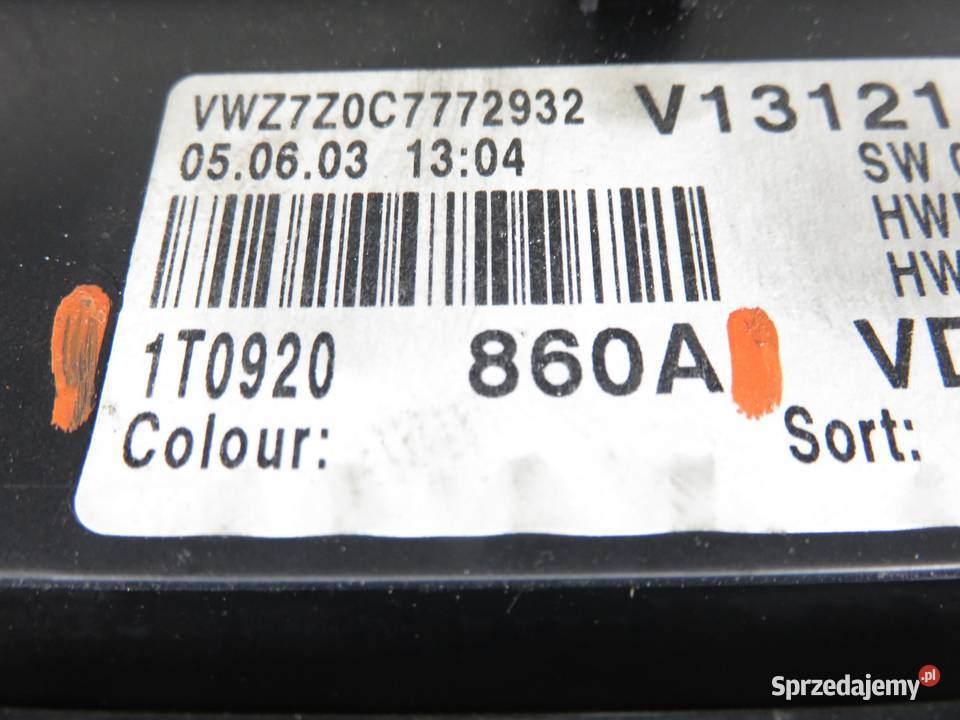 VWZ7Z0C7772932 V13121
05.06.03 13:04
SW
HW
HW
1T0920 860A VD
Colour: Sort:
Sprzedajemy.pl